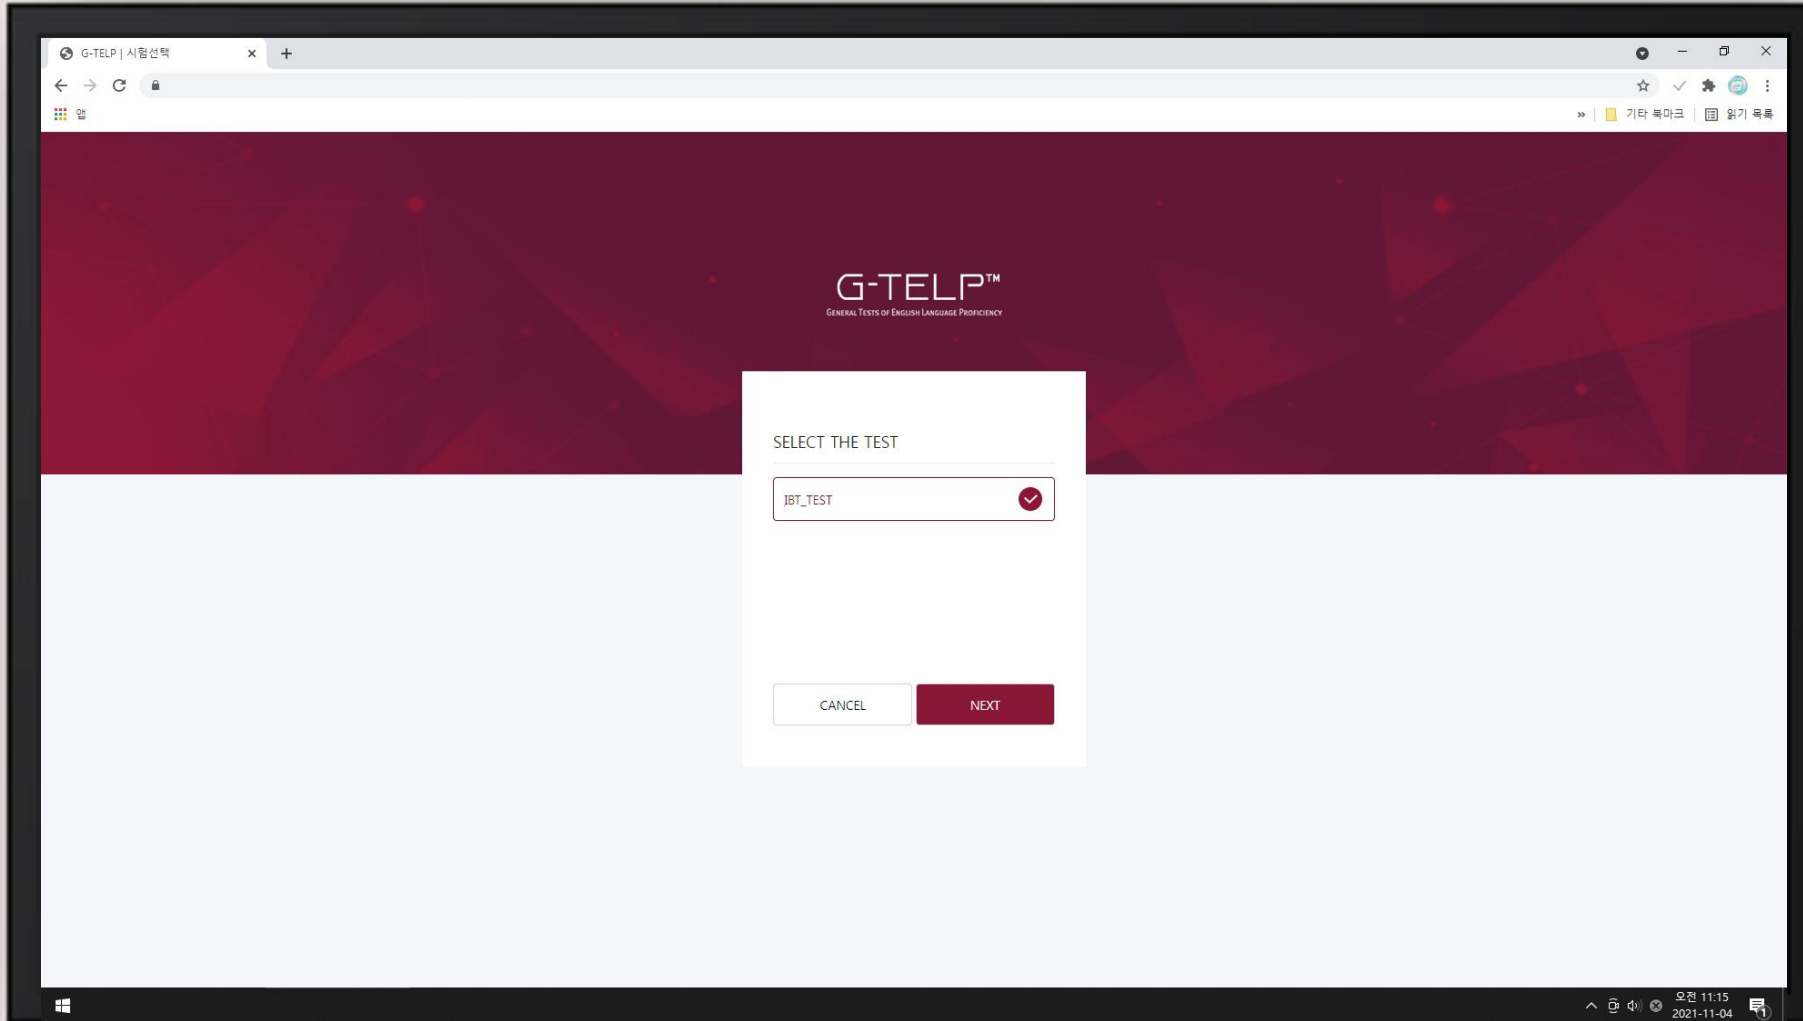 G-TELP | 시험선택
앱
기타 북마크
읽기 목록
G-TELP™
GENERAL TESTS OF ENGLISH LANGUAGE PROFICIENCY
SELECT THE TEST
IBT_TEST
CANCEL
NEXT
오전 11:15
2021-11-04
1